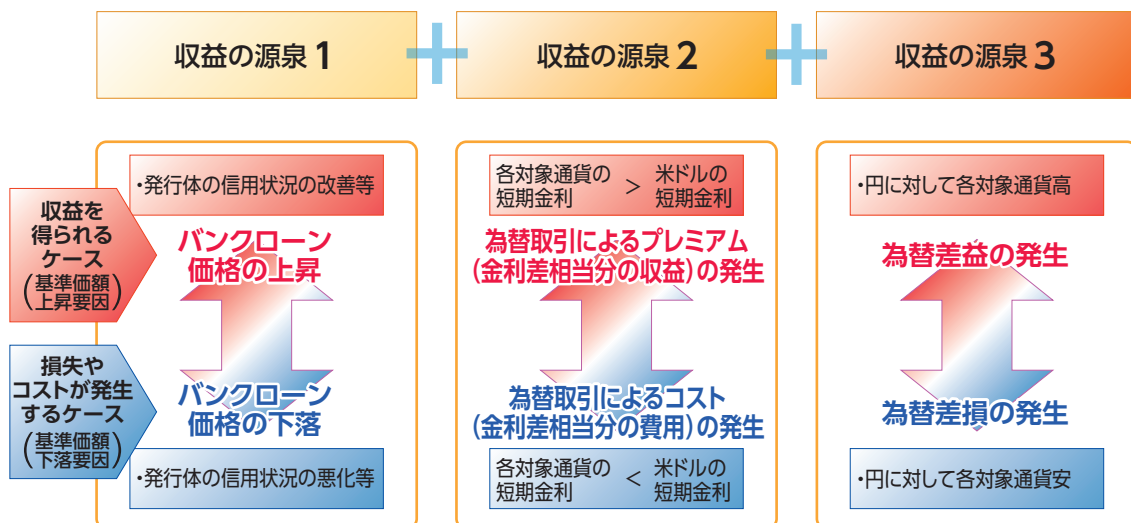 収益の源泉1
+
収益の源泉2
+
収益の源泉3
収益を
得られる
ケース
(基準価額
上昇要因)
・発行体の信用状況の改善等
バンクローン
価格の上昇
各対象通貨の
短期金利
>
米ドルの
短期金利
為替取引によるプレミアム
(金利差相当分の収益)の発生
・円に対して各対象通貨高
為替差益の発生
損失や
コストが発生
するケース
(基準価額
下落要因)
バンクローン
価格の下落
・発行体の信用状況の悪化等
為替取引によるコスト
(金利差相当分の費用)の発生
各対象通貨の
短期金利
<
米ドルの
短期金利
為替差損の発生
・円に対して各対象通貨安